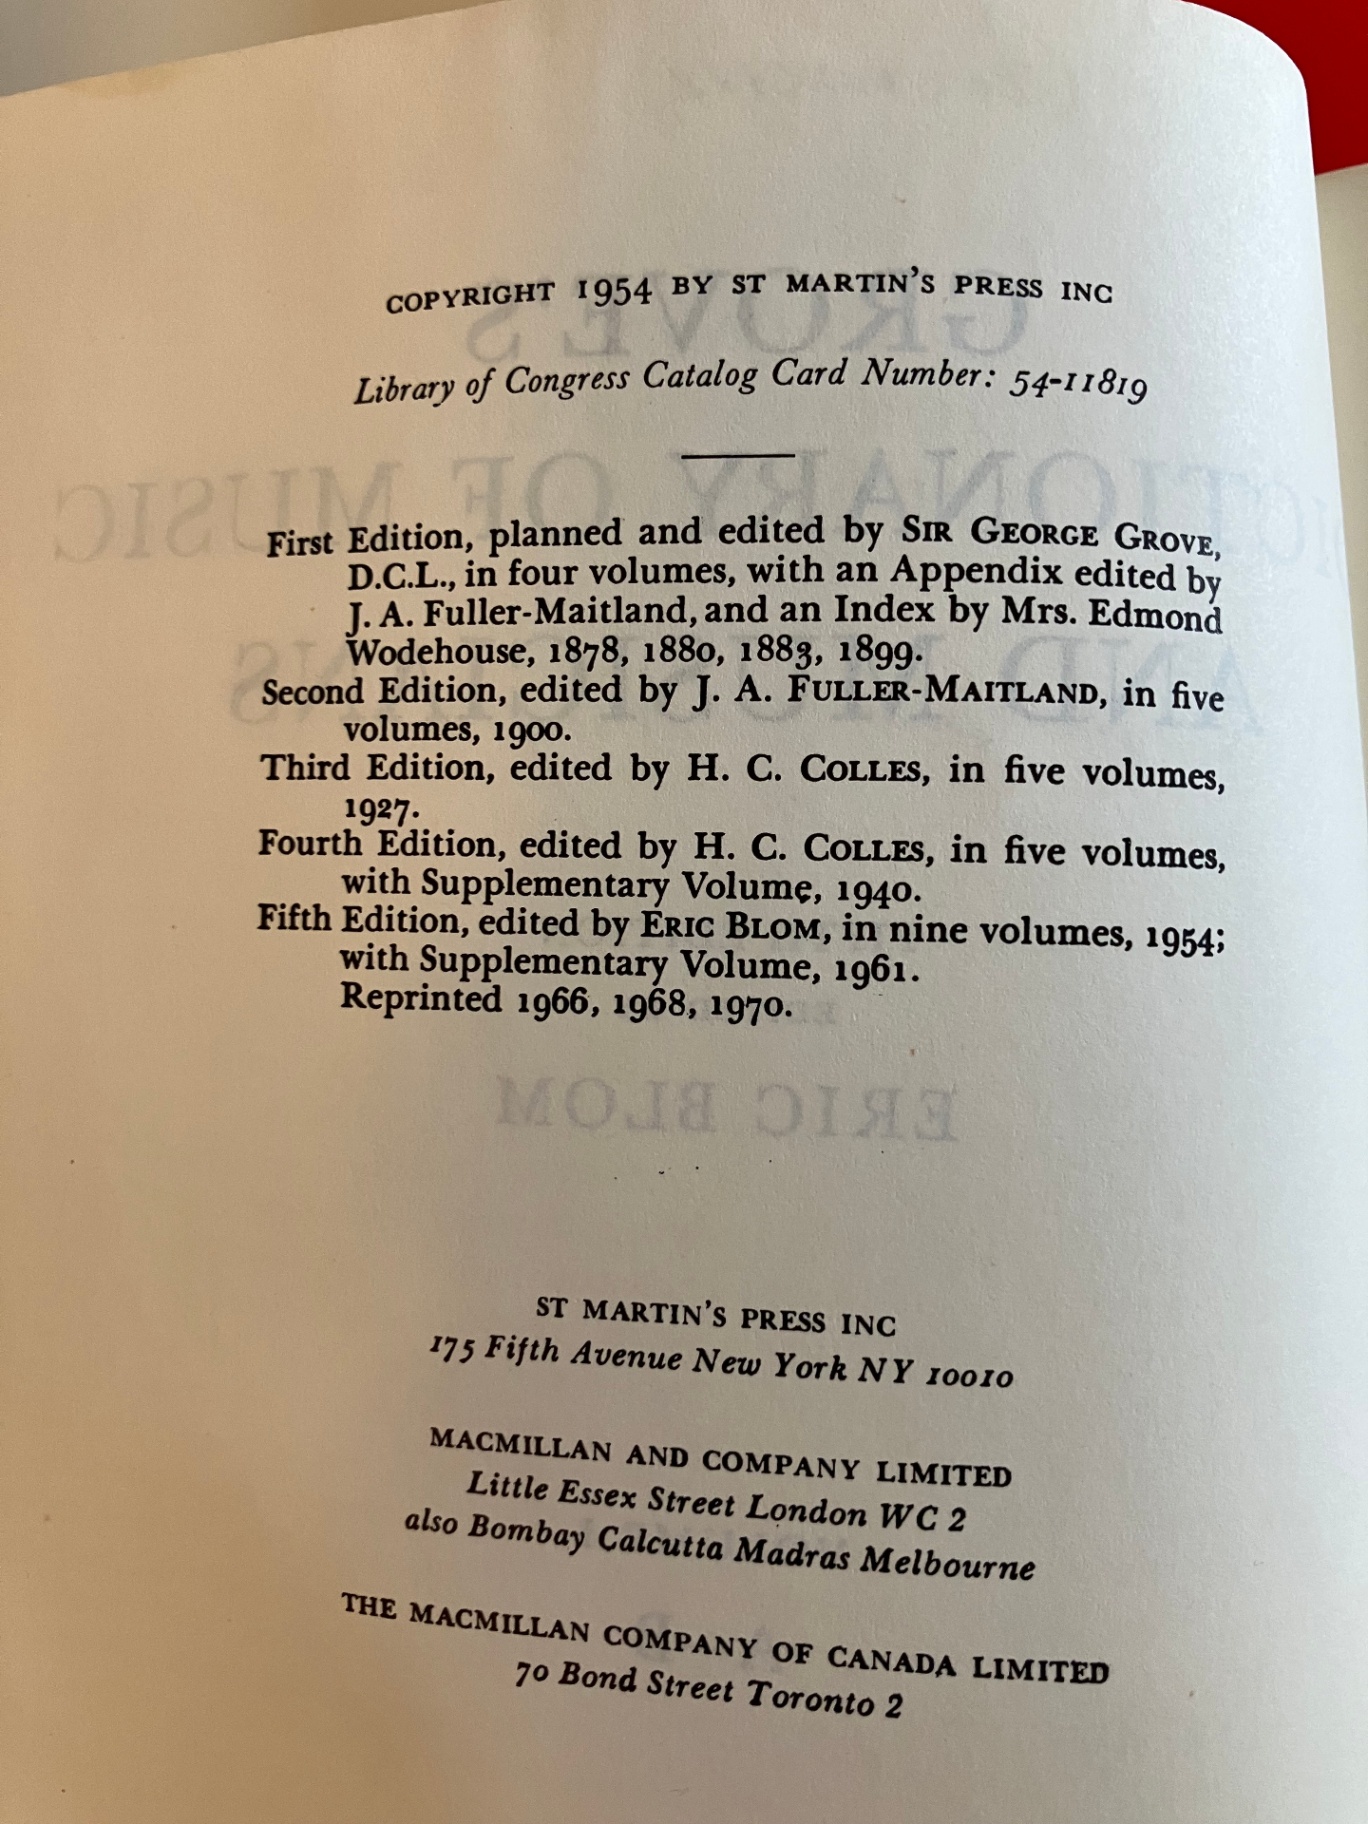 COPYRIGHT 1954 BY ST MARTIN'S PRESS INC
Library of Congress Catalog Card Number: 54-11819
First Edition, planned and edited by SIR GEORGE GROVE,
D.C.L., in four volumes, with an Appendix edited by
J. A. Fuller-Maitland, and an Index by Mrs. Edmond
Wodehouse, 1878, 1880, 1883, 1899.
Second Edition, edited by J. A. FULLER-MAITLAND, in five
volumes, 1900.
Third Edition, edited by H. C. COLLES, in five volumes,
1927.
Fourth Edition, edited by H. C. COLLES, in five volumes,
with Supplementary Volume, 1940.
Fifth Edition, edited by ERIC BLOM, in nine volumes, 1954;
with Supplementary Volume, 1961.
Reprinted 1966, 1968, 1970.
ST MARTIN'S PRESS INC
175 Fifth Avenue New York NY 10010
MACMILLAN AND COMPANY LIMITED
Little Essex Street London WC 2
also Bombay Calcutta Madras Melbourne
THE MACMILLAN COMPANY OF CANADA LIMITED
70 Bond Street Toronto 2